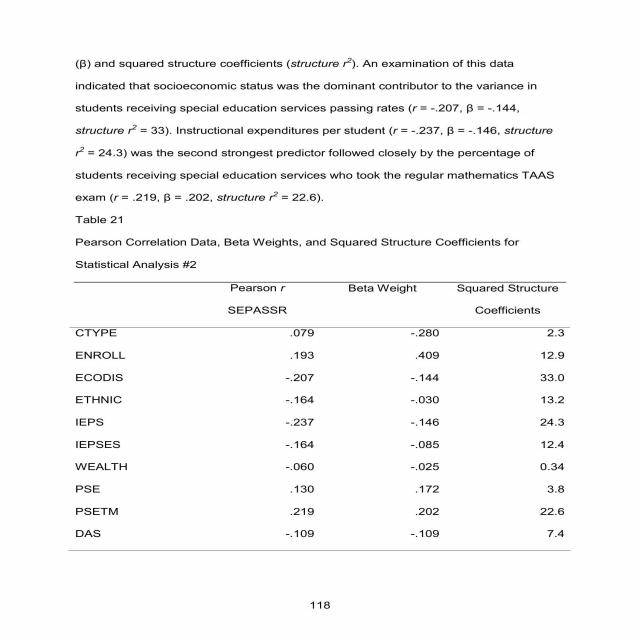 (β) and squared structure coefficients (structure r²). An examination of this data
indicated that socioeconomic status was the dominant contributor to the variance in
students receiving special education services passing rates (r = -.207, β = -.144,
structure r² = 33). Instructional expenditures per student (r = -.237, β = -.146, structure
r² = 24.3) was the second strongest predictor followed closely by the percentage of
students receiving special education services who took the regular mathematics TAAS
exam (r = .219, β = .202, structure r² = 22.6).
Table 21
Pearson Correlation Data, Beta Weights, and Squared Structure Coefficients for
Statistical Analysis #2
Pearson r Beta Weight Squared Structure
SEPASSR Coefficients
CTYPE .079 -.280 2.3
ENROLL .193 .409 12.9
ECODIS -.207 -.144 33.0
ETHNIC -.164 -.030 13.2
IEPS -.237 -.146 24.3
IEPSES -.164 -.085 12.4
WEALTH -.060 -.025 0.34
PSE .130 .172 3.8
PSETM .219 .202 22.6
DAS -.109 -.109 7.4
118